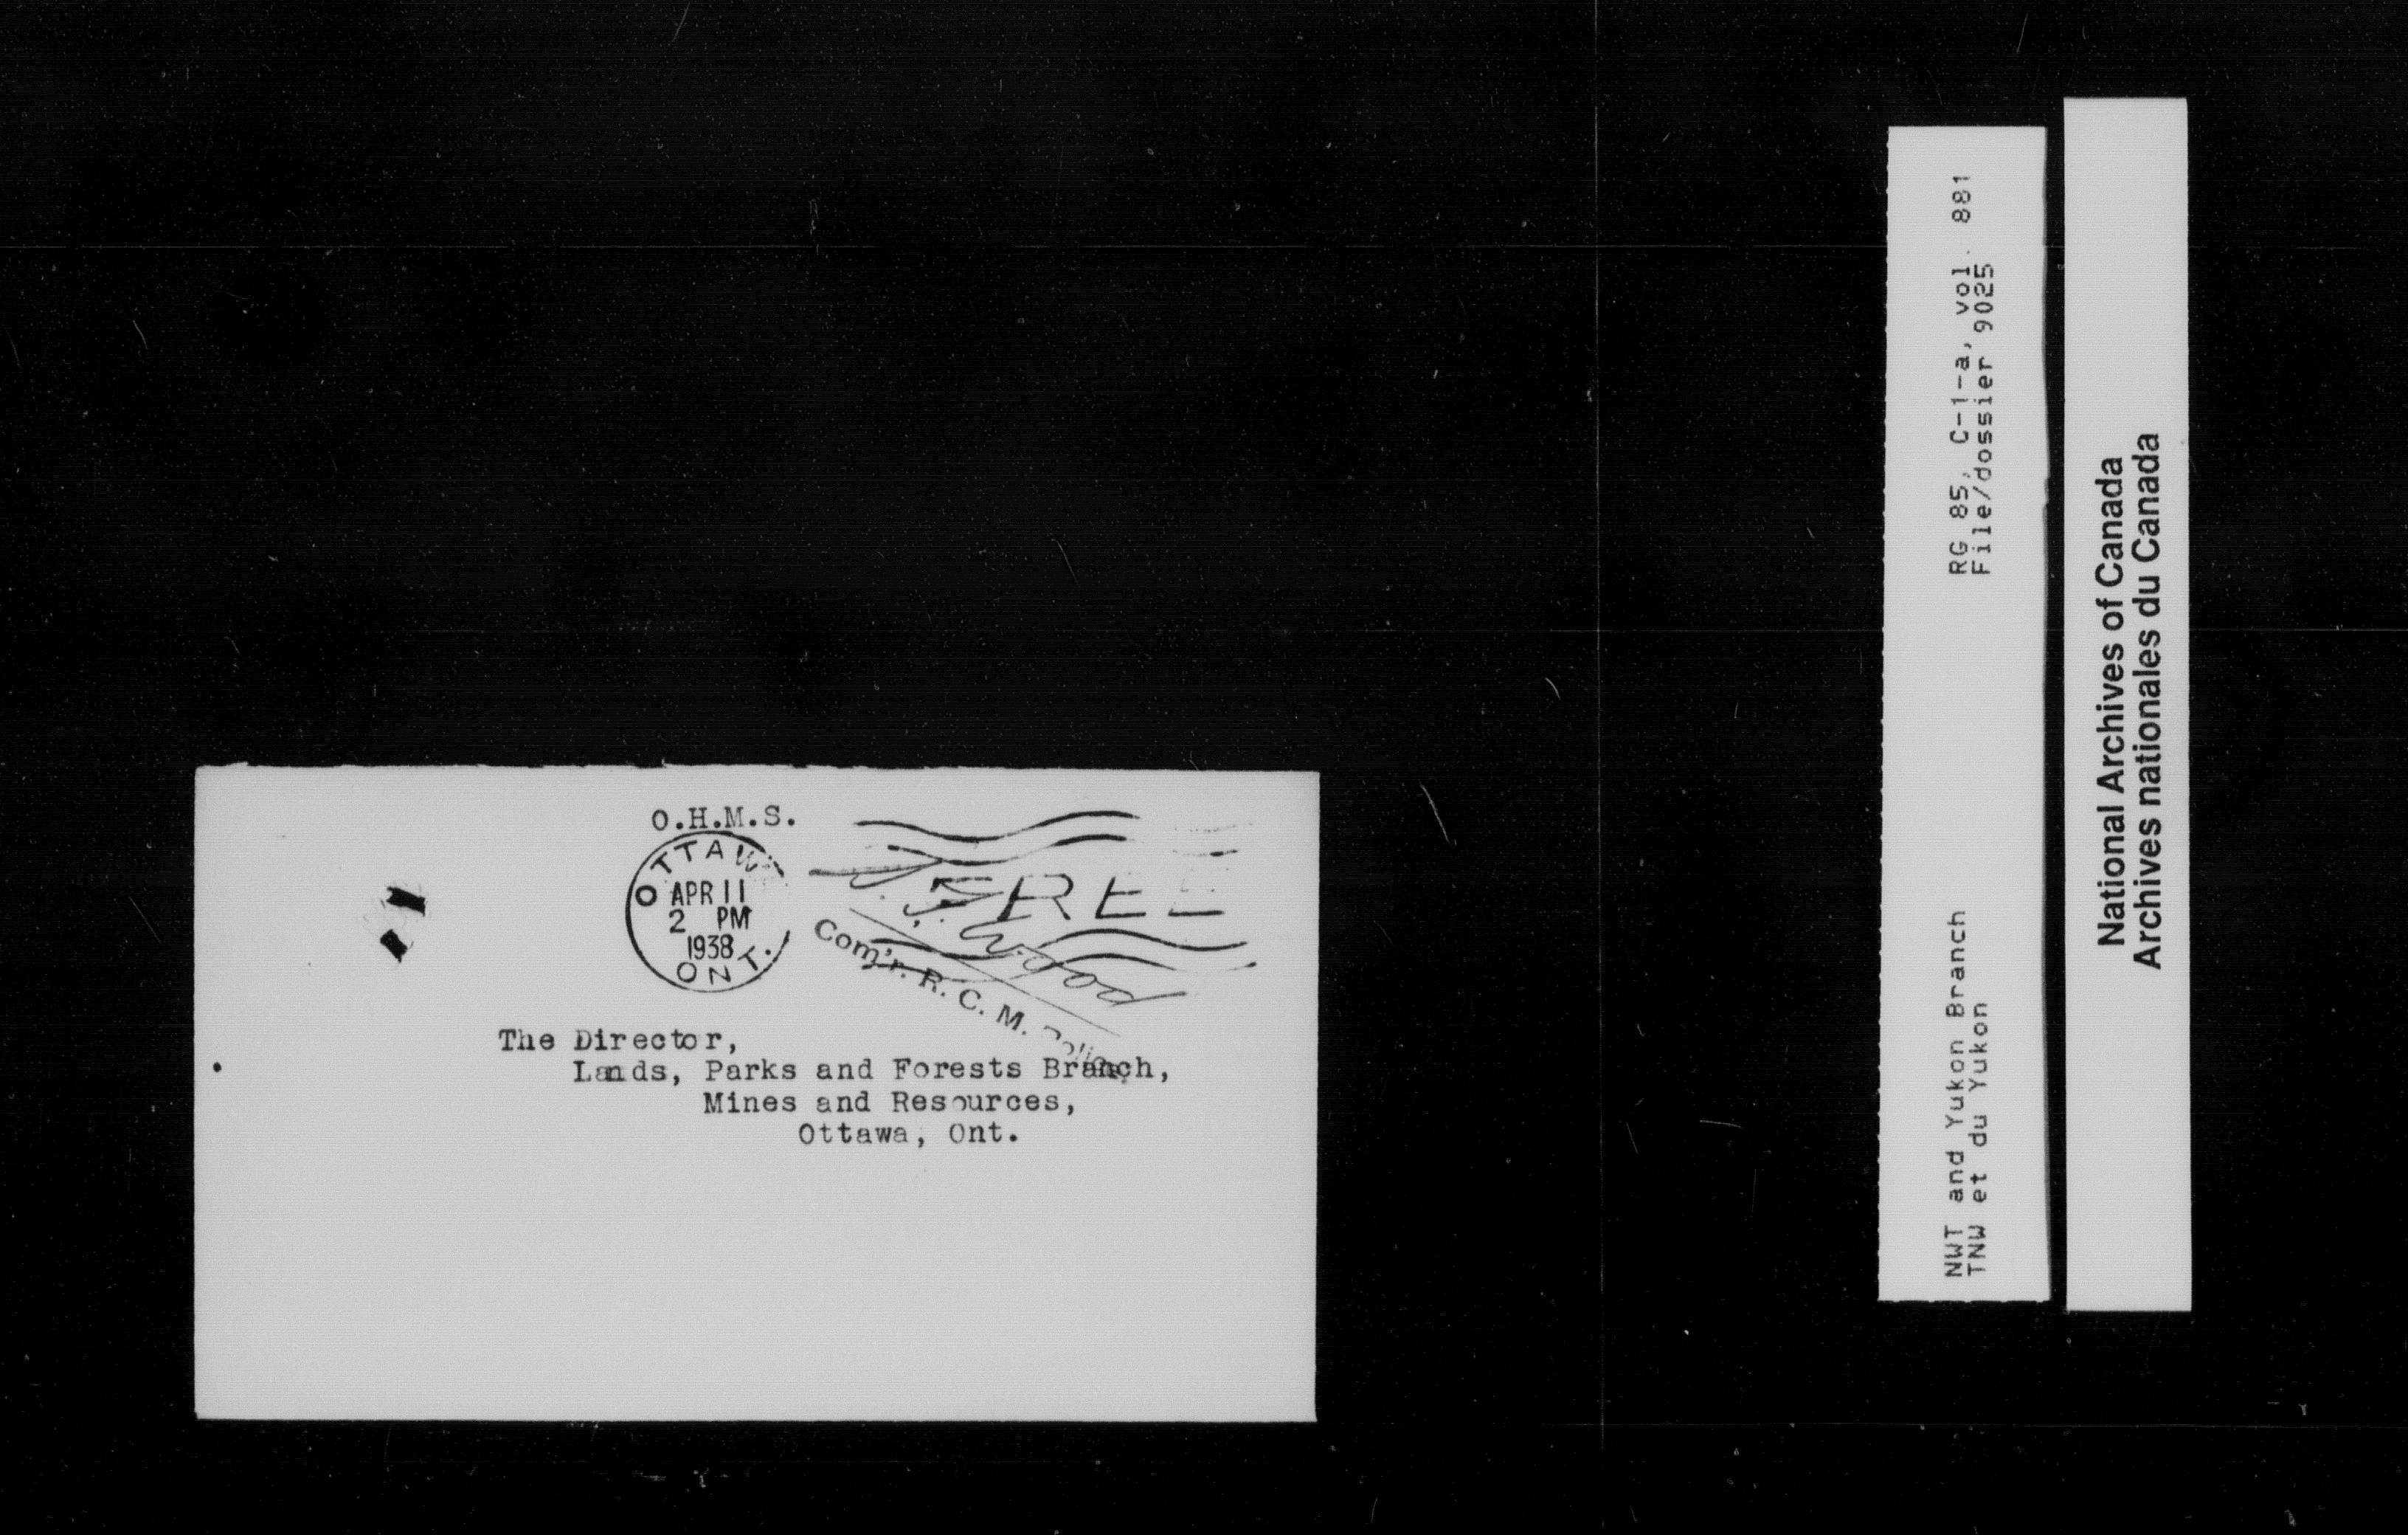 O.H.M.S.
OTTAWA
APR 11
2 PM
1938
ONT.
FREE
Wood
Com'r. R. C. M. Police
The Director,
Lands, Parks and Forests Branch,
Mines and Resources,
Ottawa, Ont.
NWT and Yukon Branch
TNW et du Yukon
RG 85, C-1-a, vol. 881
File/dossier 9025
National Archives of Canada
Archives nationales du Canada